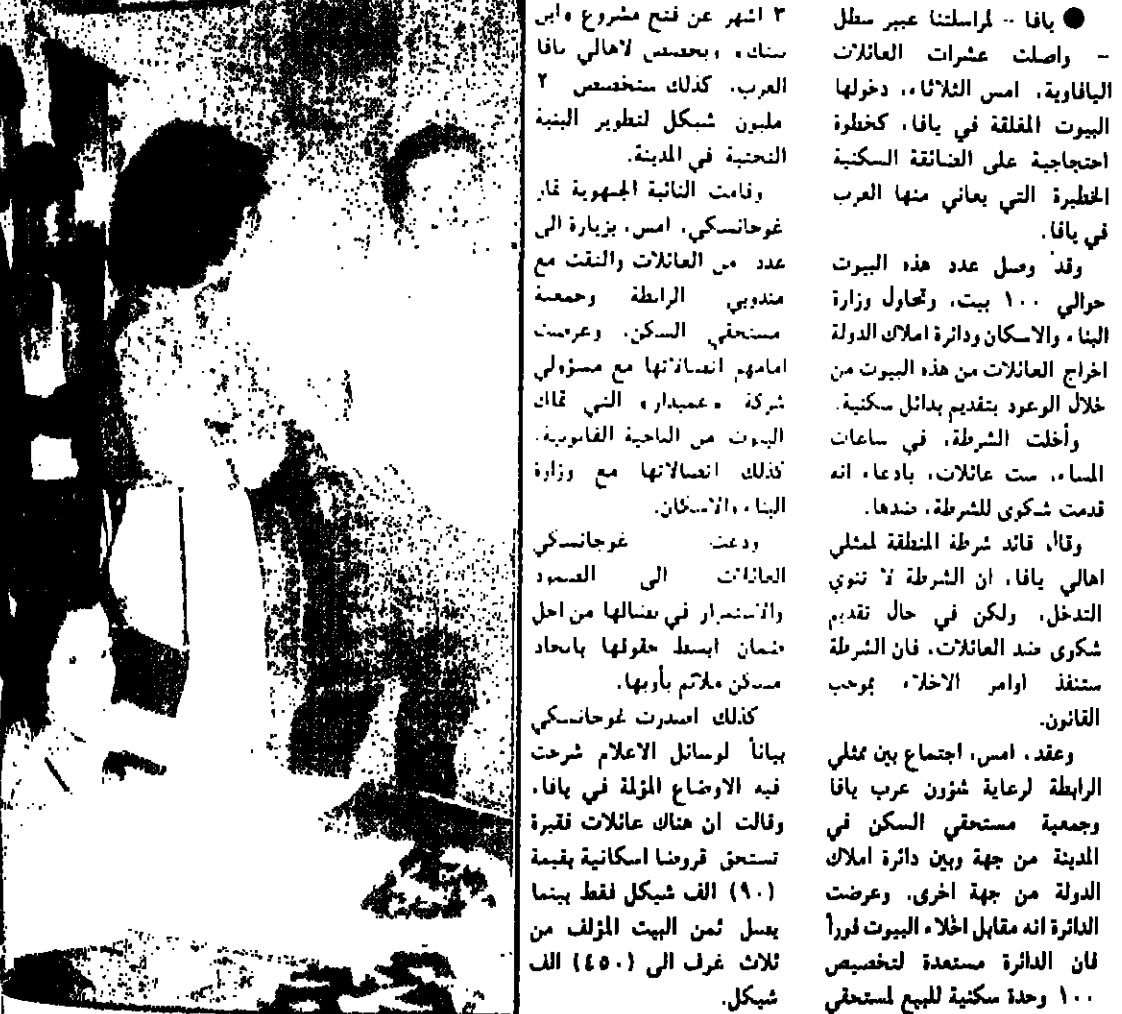 ● يافا -- لمراسلتنا عبير سطل
- واصلت عشرات العائلات
اليافاوية، امس الثلاثاء، دخولها
البيوت المغلقة في يافا، كخطوة
احتجاجية على الضائقة السكنية
الخطيرة التي يعاني منها العرب
في يافا.
وقد وصل عدد هذه البيوت
حوالي ١٠٠ بيت، وتحاول وزارة
البناء والاسكان ودائرة املاك الدولة
اخراج العائلات من هذه البيوت من
خلال الوعود بتقديم بدائل سكنية.
وأخلت الشرطة، في ساعات
المساء، ست عائلات، بادعاء انه
قدمت شكوى للشرطة، ضدها.
وقال قائد شرطة المنطقة لممثلي
اهالي يافا، ان الشرطة لا تنوي
التدخل، ولكن في حال تقديم
شكوى ضد العائلات، فان الشرطة
ستنفذ اوامر الاخلاء بموجب
القانون.
وعقد، امس، اجتماع بين ممثلي
الرابطة لرعاية شؤون عرب يافا
وجمعية مستحقي السكن في
المدينة من جهة وبين دائرة املاك
الدولة من جهة اخرى، وعرضت
الدائرة انه مقابل اخلاء البيوت فوراً
فان الدائرة مستعدة لتخصيص
١٠٠ وحدة سكنية للبيع لمستحقي
٣ اشهر عن فتح مشروع «ابن
بيتك» ويخصص لاهالي يافا
العرب، كذلك ستخصص ٢
مليون شيكل لتطوير البنية
التحتية في المدينة.
وقامت النائبة الجبهوية تمار
غوجانسكي، امس، بزيارة الى
عدد من العائلات والتقت مع
مندوبي الرابطة وجمعية
مستحقي السكن، وعرضت
امامهم اتصالاتها مع مسؤولي
شركة «عميدار» التي تملك
البيوت من الناحية القانونية.
كذلك اتصالاتها مع وزارة
البناء والاسكان.
ودعت غوجانسكي
العائلات الى الصمود
والاستمرار في نضالها من اجل
ضمان ابسط حقوقها بايجاد
مسكن ملائم يأويها.
كذلك اصدرت غوجانسكي
بياناً لوسائل الاعلام شرحت
فيه الاوضاع المؤلمة في يافا،
وقالت ان هناك عائلات فقيرة
تستحق قروضا اسكانية بقيمة
(٩٠) الف شيكل فقط بينما
يصل ثمن البيت المؤلف من
ثلاث غرف الى (٤٥٠) الف
شيكل.